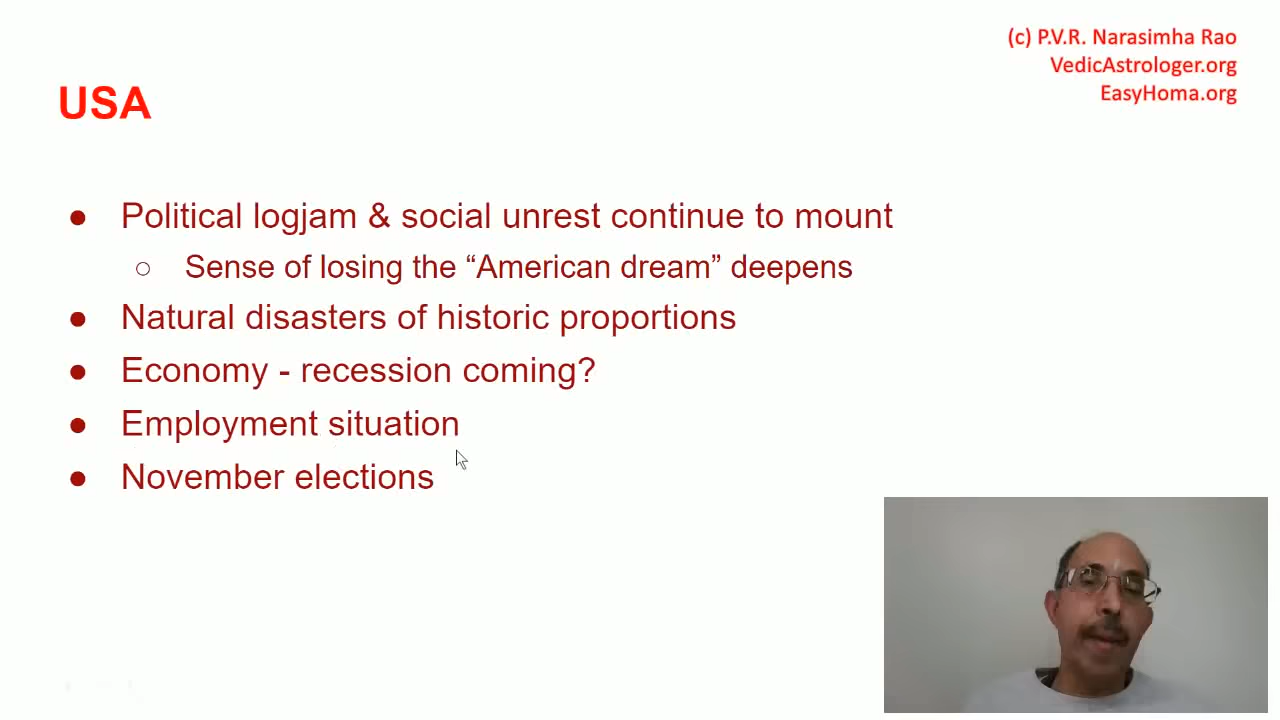 (c) P.V.R. Narasimha Rao
VedicAstrologer.org
EasyHoma.org
USA
● Political logjam & social unrest continue to mount
○ Sense of losing the “American dream” deepens
● Natural disasters of historic proportions
● Economy - recession coming?
● Employment situation
● November elections